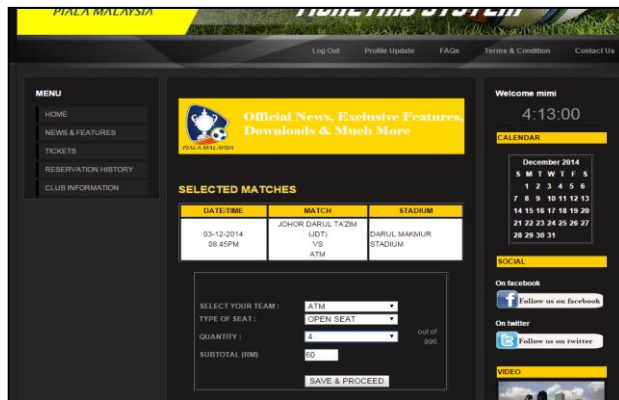 PIALA MALAYSIA
TICKETING SYSTEM
Log Out
Profile Update
FAQs
Terms & Condition
Contact Us
MENU
HOME
NEWS & FEATURES
TICKETS
RESERVATION HISTORY
CLUB INFORMATION
PIALA MALAYSIA
Official News, Exclusive Features,
Downloads & Much More
SELECTED MATCHES
DATE/TIME
MATCH
STADIUM
03-12-2014
08.45PM
JOHOR DARUL TA'ZIM
(JDT)
VS
ATM
DARUL MAKMUR
STADIUM
SELECT YOUR TEAM :
ATM
TYPE OF SEAT :
OPEN SEAT
QUANTITY :
4
out of
996
SUBTOTAL (RM)
60
SAVE & PROCEED
Welcome mimi
4:13:00
CALENDAR
December 2014
S M T W T F S
1 2 3 4 5 6
7 8 9 10 11 12 13
14 15 16 17 18 19 20
21 22 23 24 25 26 27
28 29 30 31
SOCIAL
On facebook
Follow us on facebook
On twitter
Follow us on twitter
VIDEO